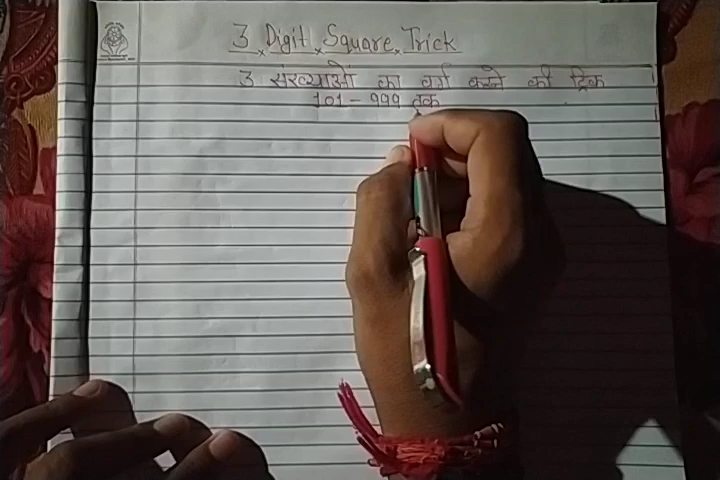 3 Digit Square Trick
3 संख्याओ का वर्ग करने की ट्रिक
101 - 999 तक